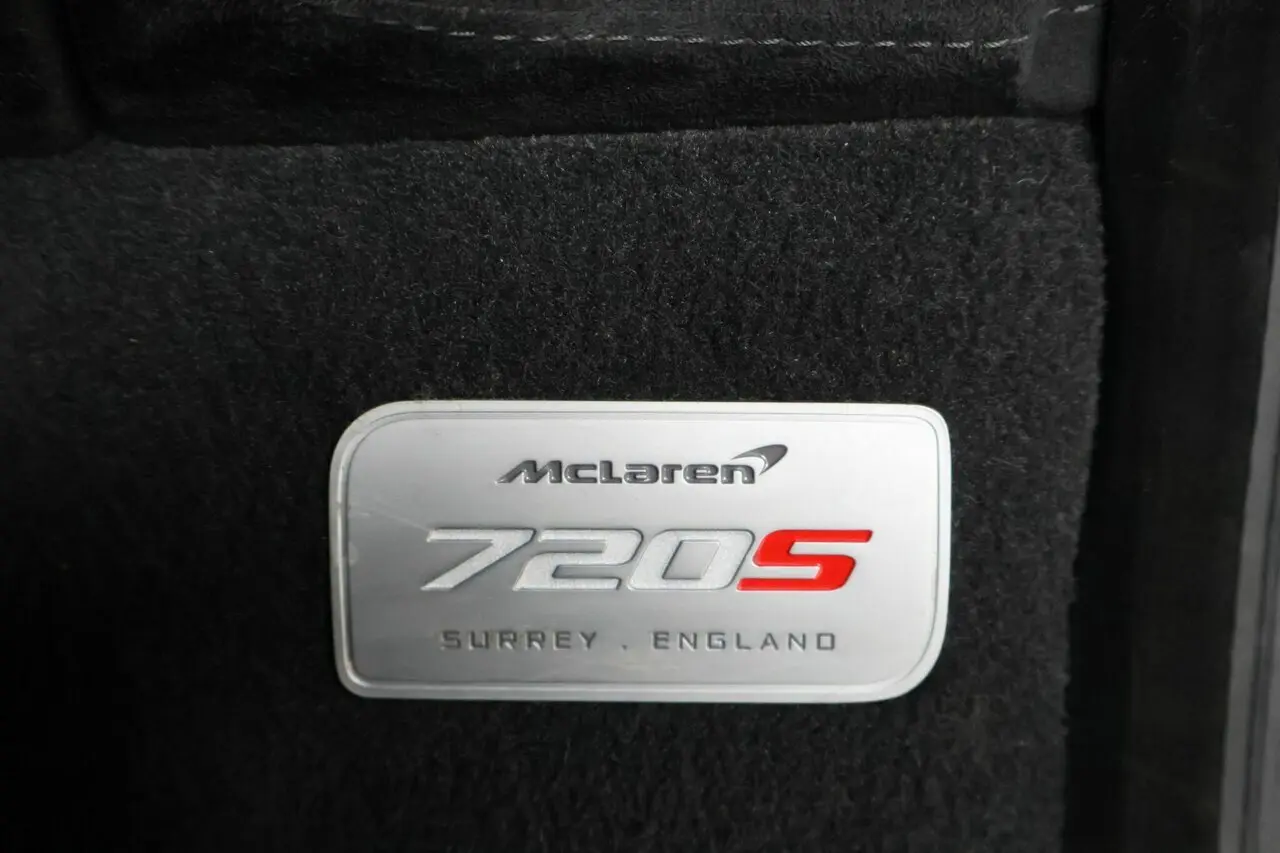 McLaren
720S
SURREY . ENGLAND